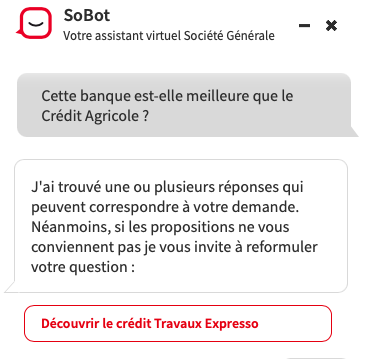 SoBot
Votre assistant virtuel Société Générale
Cette banque est-elle meilleure que le
Crédit Agricole ?
J'ai trouvé une ou plusieurs réponses qui
peuvent correspondre à votre demande.
Néanmoins, si les propositions ne vous
conviennent pas je vous invite à reformuler
votre question :
Découvrir le crédit Travaux Expresso